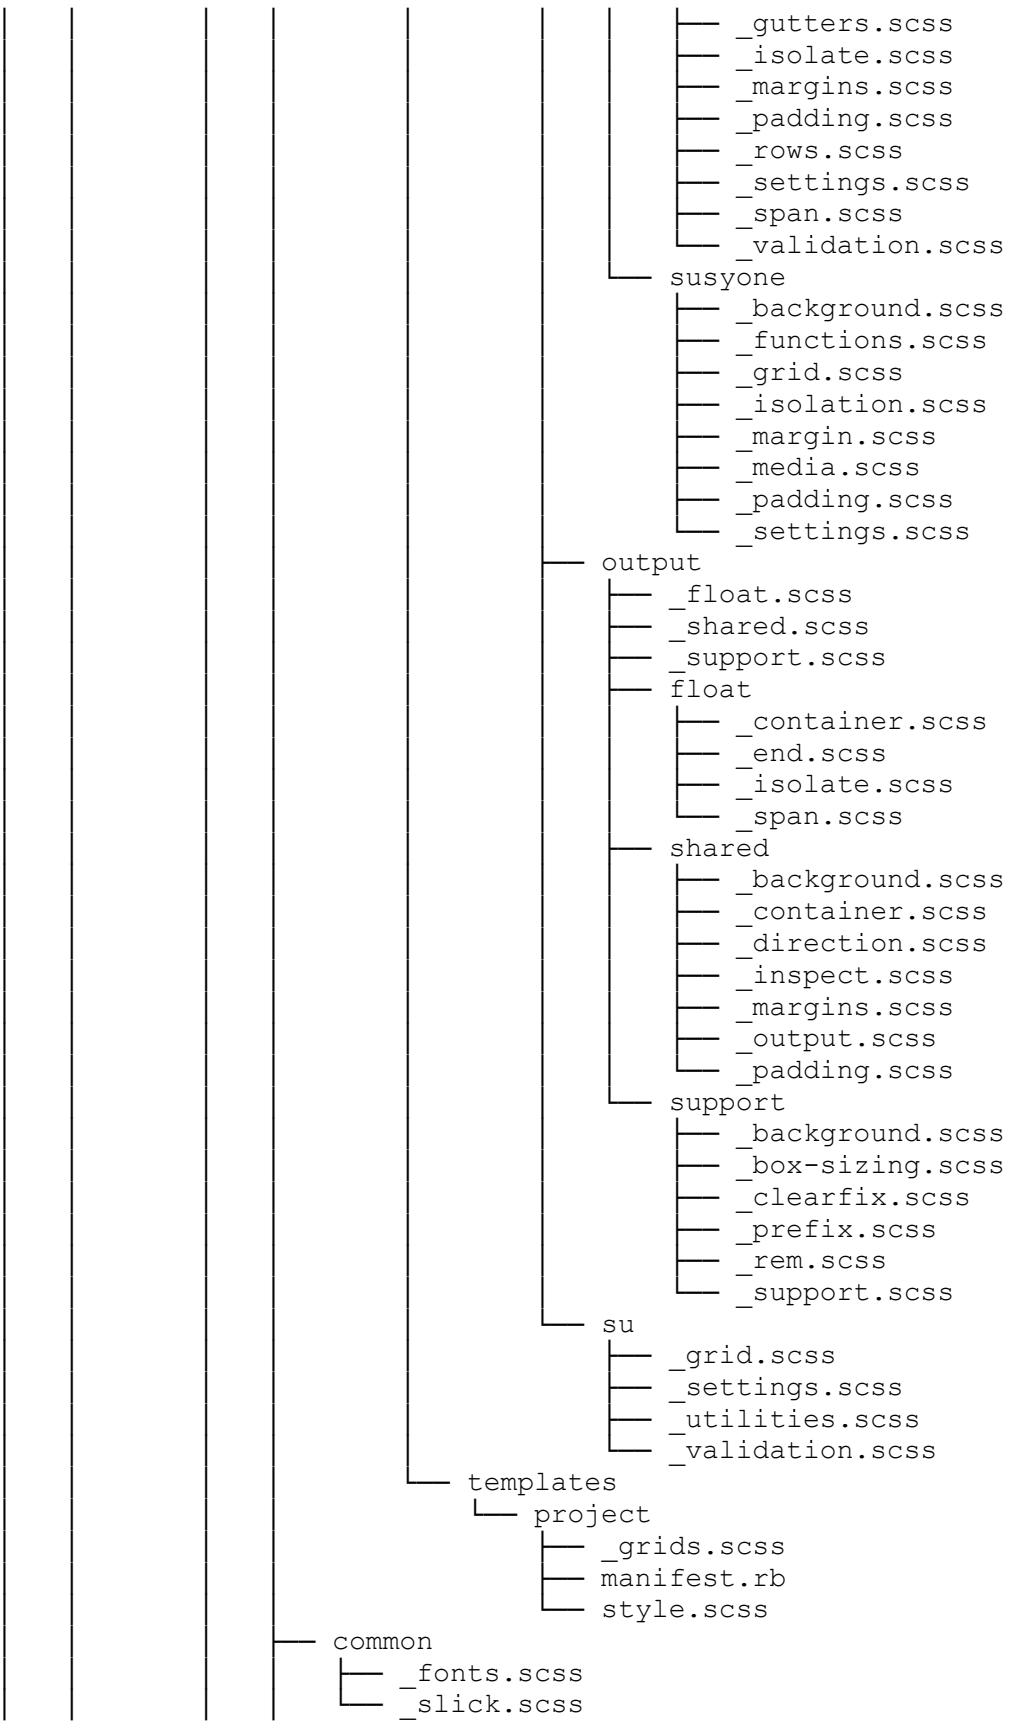 _gutters.scss
_isolate.scss
_margins.scss
_padding.scss
_rows.scss
_settings.scss
_span.scss
_validation.scss
susyone
_background.scss
_functions.scss
_grid.scss
_isolation.scss
_margin.scss
_media.scss
_padding.scss
_settings.scss
output
_float.scss
_shared.scss
_support.scss
float
_container.scss
_end.scss
_isolate.scss
_span.scss
shared
_background.scss
_container.scss
_direction.scss
_inspect.scss
_margins.scss
_output.scss
_padding.scss
support
_background.scss
_box-sizing.scss
_clearfix.scss
_prefix.scss
_rem.scss
_support.scss
su
_grid.scss
_settings.scss
_utilities.scss
_validation.scss
templates
project
_grids.scss
manifest.rb
style.scss
common
_fonts.scss
_slick.scss